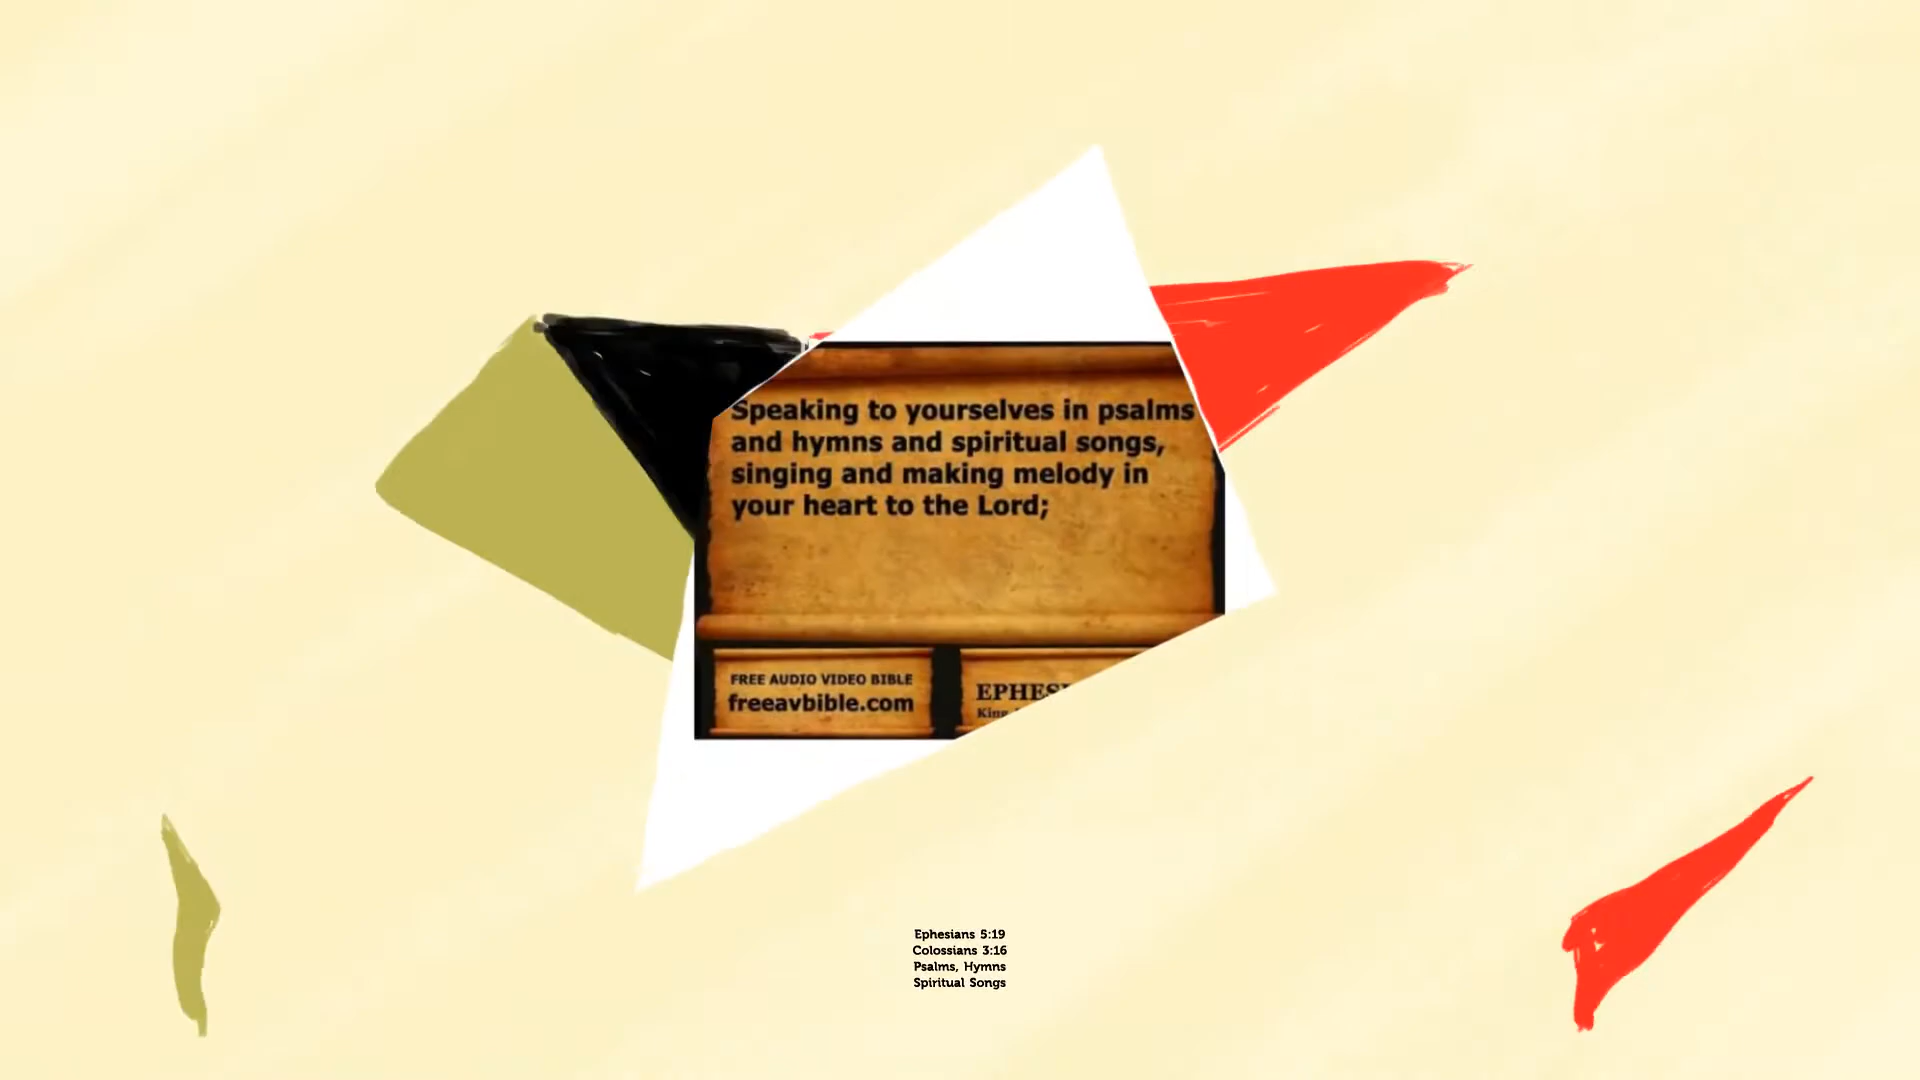 Speaking to yourselves in psalms
and hymns and spiritual songs,
singing and making melody in
your heart to the Lord;
FREE AUDIO VIDEO BIBLE
freeavbible.com
Ephesians 5:19
Colossians 3:16
Psalms, Hymns
Spiritual Songs